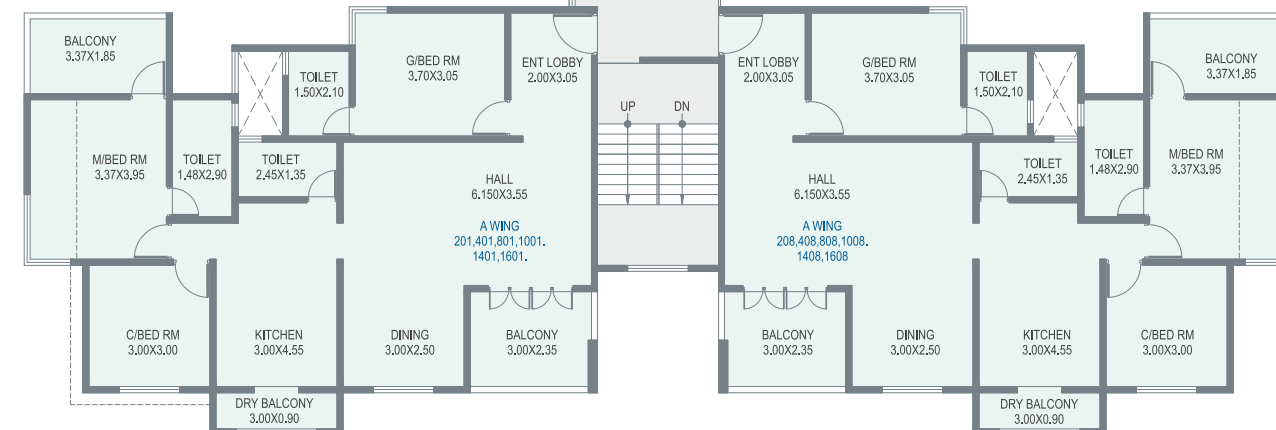 BALCONY
3.37X1.85
G/BED RM
3.70X3.05
ENT LOBBY
2.00X3.05
TOILET
1.50X2.10
M/BED RM
3.37X3.95
TOILET
1.48X2.90
TOILET
2.45X1.35
HALL
6.150X3.55
A WING
201,401,801,1001.
1401,1601.
C/BED RM
3.00X3.00
KITCHEN
3.00X4.55
DINING
3.00X2.50
BALCONY
3.00X2.35
DRY BALCONY
3.00X0.90
UP
DN
ENT LOBBY
2.00X3.05
G/BED RM
3.70X3.05
TOILET
1.50X2.10
BALCONY
3.37X1.85
HALL
6.150X3.55
A WING
208,408,808,1008.
1408,1608
TOILET
2.45X1.35
TOILET
1.48X2.90
M/BED RM
3.37X3.95
BALCONY
3.00X2.35
DINING
3.00X2.50
KITCHEN
3.00X4.55
C/BED RM
3.00X3.00
DRY BALCONY
3.00X0.90